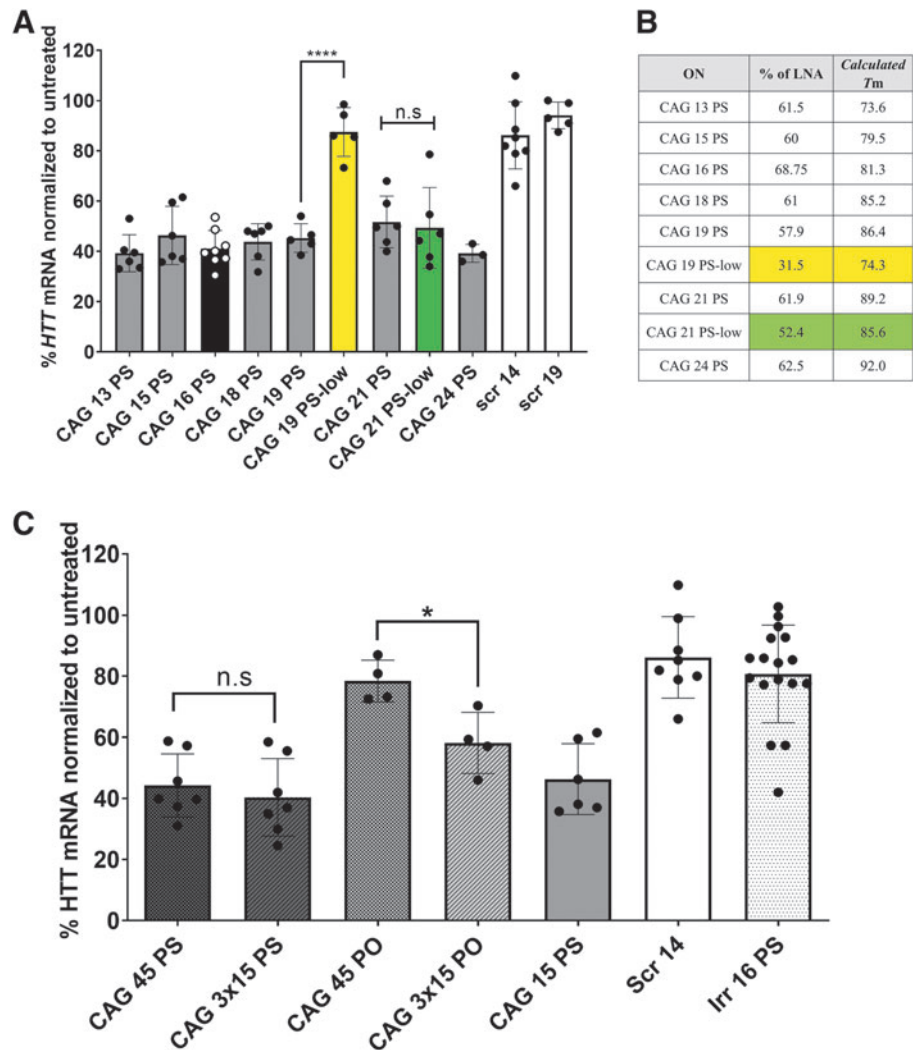 A
% HTT mRNA normalized to untreated
120
100
80
60
40
20
0
****
n.s
CAG 13 PS
CAG 15 PS
CAG 16 PS
CAG 18 PS
CAG 19 PS
CAG 19 PS-low
CAG 21 PS
CAG 21 PS-low
CAG 24 PS
scr 14
scr 19
B
ON % of LNA Calculated
Tm
CAG 13 PS 61.5 73.6
CAG 15 PS 60 79.5
CAG 16 PS 68.75 81.3
CAG 18 PS 61 85.2
CAG 19 PS 57.9 86.4
CAG 19 PS-low 31.5 74.3
CAG 21 PS 61.9 89.2
CAG 21 PS-low 52.4 85.6
CAG 24 PS 62.5 92.0
C
% HTT mRNA normalized to untreated
120
100
80
60
40
20
0
n.s
*
CAG 45 PS
CAG 3x15 PS
CAG 45 PO
CAG 3x15 PO
CAG 15 PS
Scr 14
Irr 16 PS